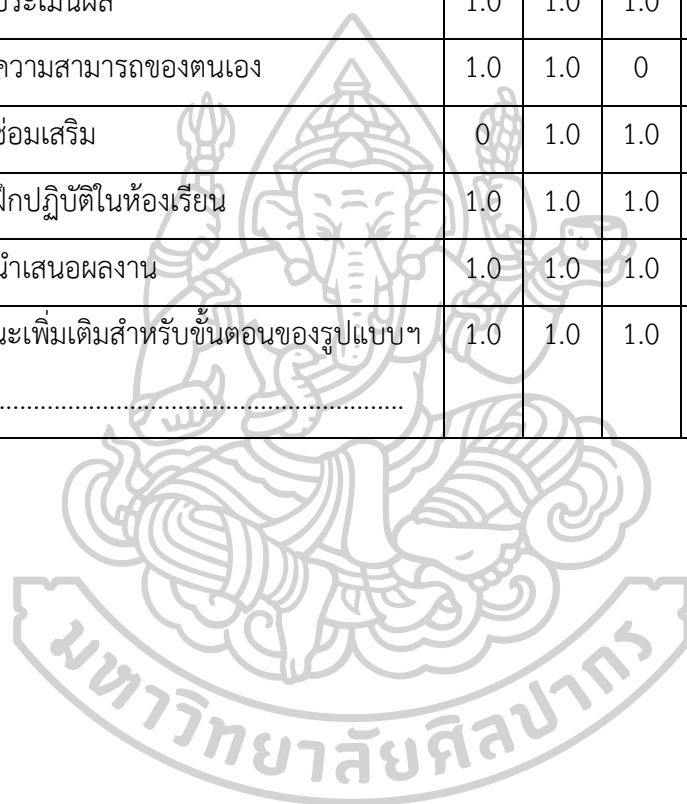 ประเมินผล 1.0 1.0 1.0
ความสามารถของตนเอง 1.0 1.0 0
ซ่อมเสริม 0 1.0 1.0
ฝึกปฏิบัติในห้องเรียน 1.0 1.0 1.0
นำเสนอผลงาน 1.0 1.0 1.0
นะเพิ่มเติมสำหรับขั้นตอนของรูปแบบฯ 1.0 1.0 1.0
............................................................
มหาวิทยาลัยศิลปากร